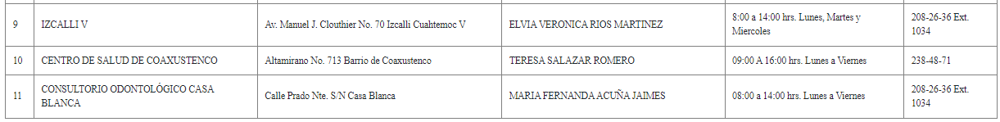 9 IZCALLI V Av. Manuel J. Clouthier No. 70 Izcalli Cuahtemoc V ELVIA VERONICA RIOS MARTINEZ 8:00 a 14:00 hrs. Lunes, Martes y Miercoles 208-26-36 Ext. 1034
10 CENTRO DE SALUD DE COAXUSTENCO Altamirano No. 713 Barrio de Coaxustenco TERESA SALAZAR ROMERO 09:00 A 16:00 hrs. Lunes a Viernes 238-48-71
11 CONSULTORIO ODONTOLÓGICO CASA BLANCA Calle Prado Nte. S/N Casa Blanca MARIA FERNANDA ACUÑA JAIMES 08:00 a 14:00 hrs. Lunes a Viernes 208-26-36 Ext. 1034